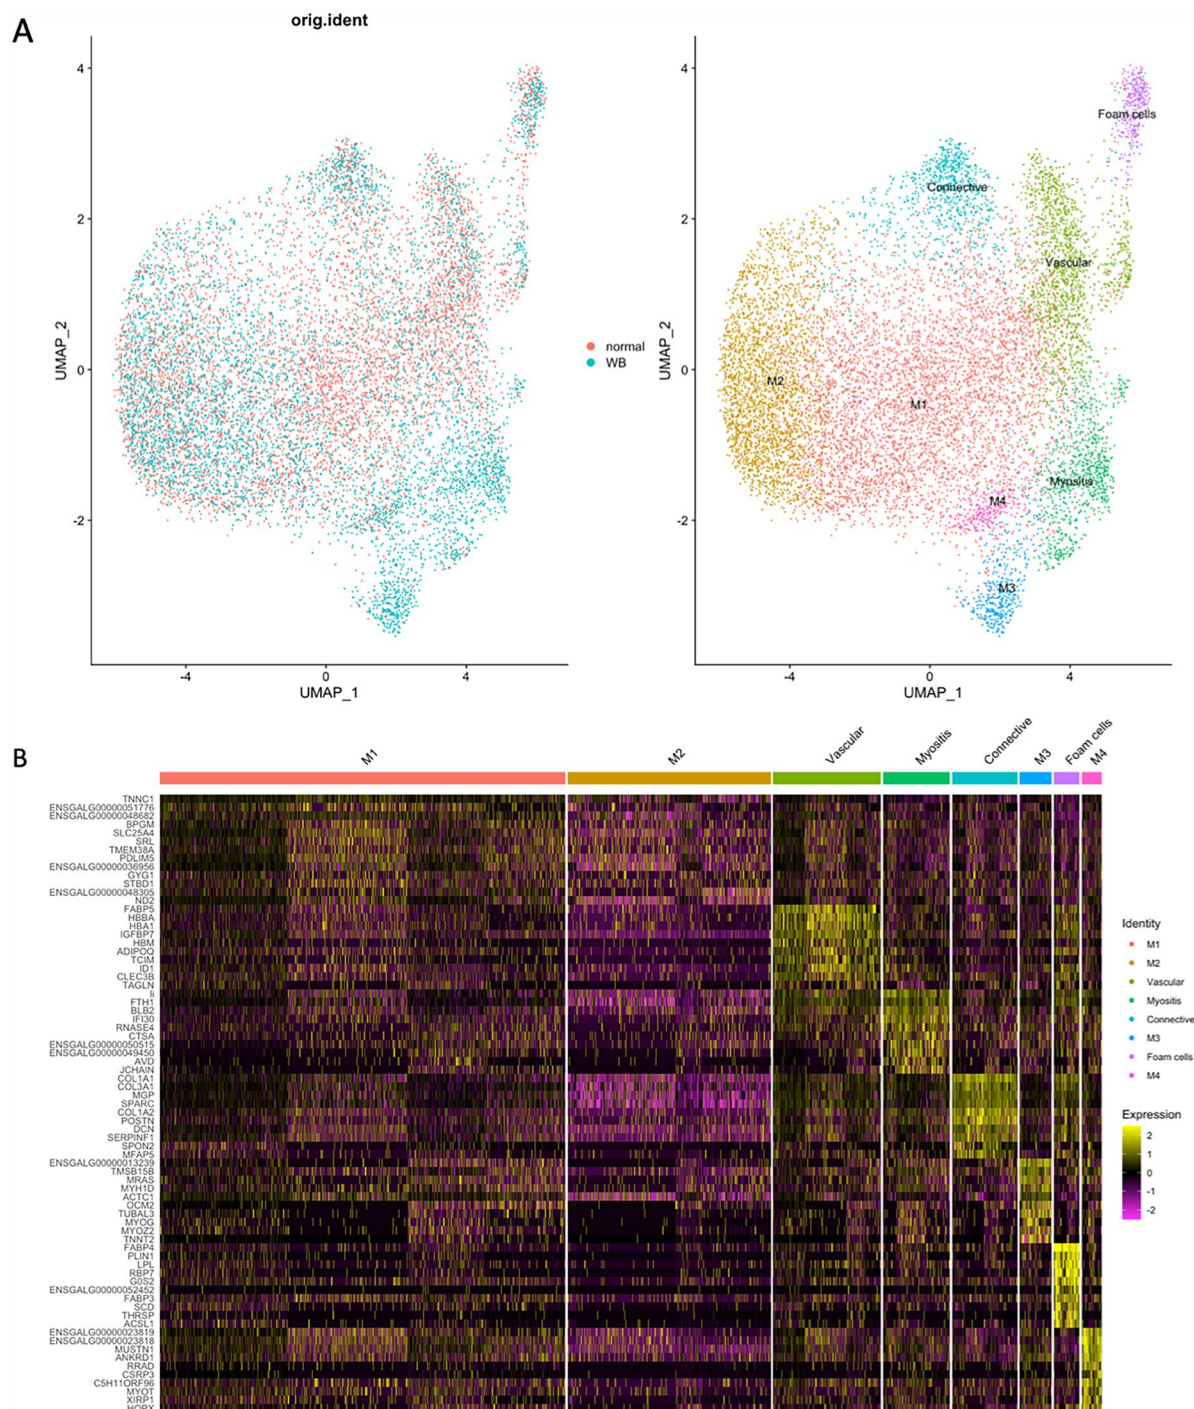 A
orig.ident
4
2
0
-2
UMAP_2
-4
0
4
UMAP_1
normal
WB
4
2
0
-2
UMAP_2
-4
0
4
UMAP_1
Foam cells
Connective
Vascular
M2
M1
Myositis
M4
M3
B
M1
M2
Vascular
Myositis
Connective
M3
Foam cells
M4
TNNC1
ENSGALG00000051776
ENSGALG00000048682
BPGM
SLC25A4
SRL
TMEM38A
PDLIM5
ENSGALG00000036956
GYG1
STBD1
ENSGALG00000048305
ND2
FABP5
HBBA
HBA1
IGFBP7
HBM
ADIPOQ
TCIM
ID1
CLEC3B
TAGLN
FTH1
BLB2
IFI30
RNASE4
CTSA
ENSGALG00000050515
ENSGALG00000049450
AVD
JCHAIN
COL1A1
COL3A1
MGP
SPARC
COL1A2
POSTN
DCN
SERPINF1
SPON2
MFAP5
ENSGALG00000013239
TMSB15B
MRAS
MYH1D
ACTC1
OCM2
TUBAL3
MYOG
MYOZ2
TNNT2
FABP4
PLIN1
LPL
RBP7
G0S2
ENSGALG00000052452
FABP3
SCD
THRSP
ACSL1
ENSGALG00000023819
ENSGALG00000023818
MUSTN1
ANKRD1
RRAD
CSRP3
C5H11ORF96
MYOT
XIRP1
HOPX
Identity
M1
M2
Vascular
Myositis
Connective
M3
Foam cells
M4
Expression
2
1
0
-1
-2